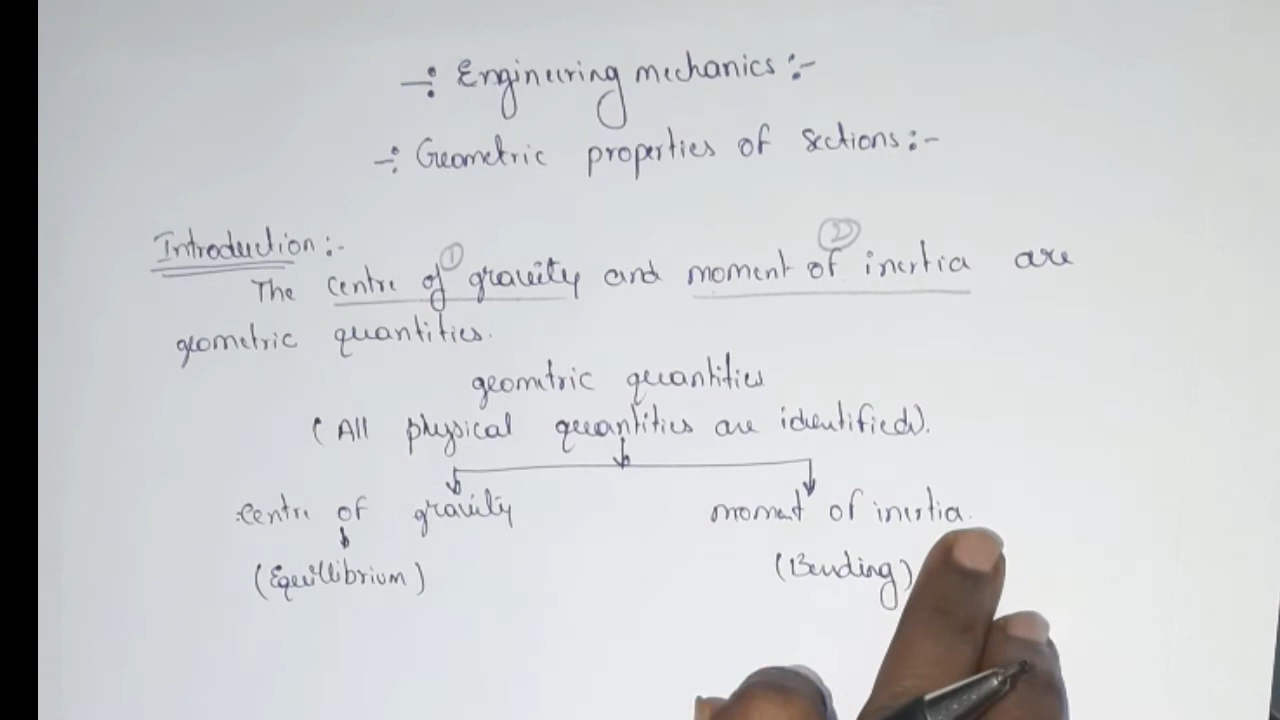 -: Engineering mechanics :-
-: Geometric properties of sections :-
Introduction :-
① ②
The centre of gravity and moment of inertia are
geometric quantities.
geometric quantities
(All physical quantities are identified).
centre of gravity moment of inertia.
(Equillibrium) (Bending)